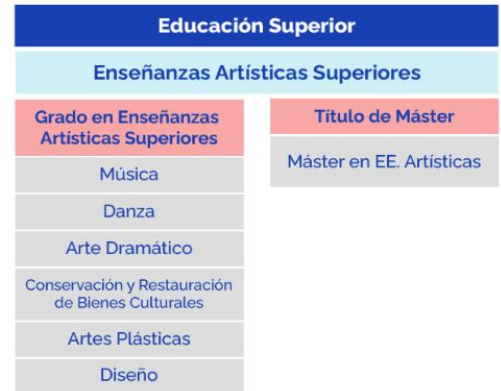 Educación Superior
Enseñanzas Artísticas Superiores
Grado en Enseñanzas
Artísticas Superiores
Música
Danza
Arte Dramático
Conservación y Restauración
de Bienes Culturales
Artes Plásticas
Diseño
Título de Máster
Máster en EE. Artísticas